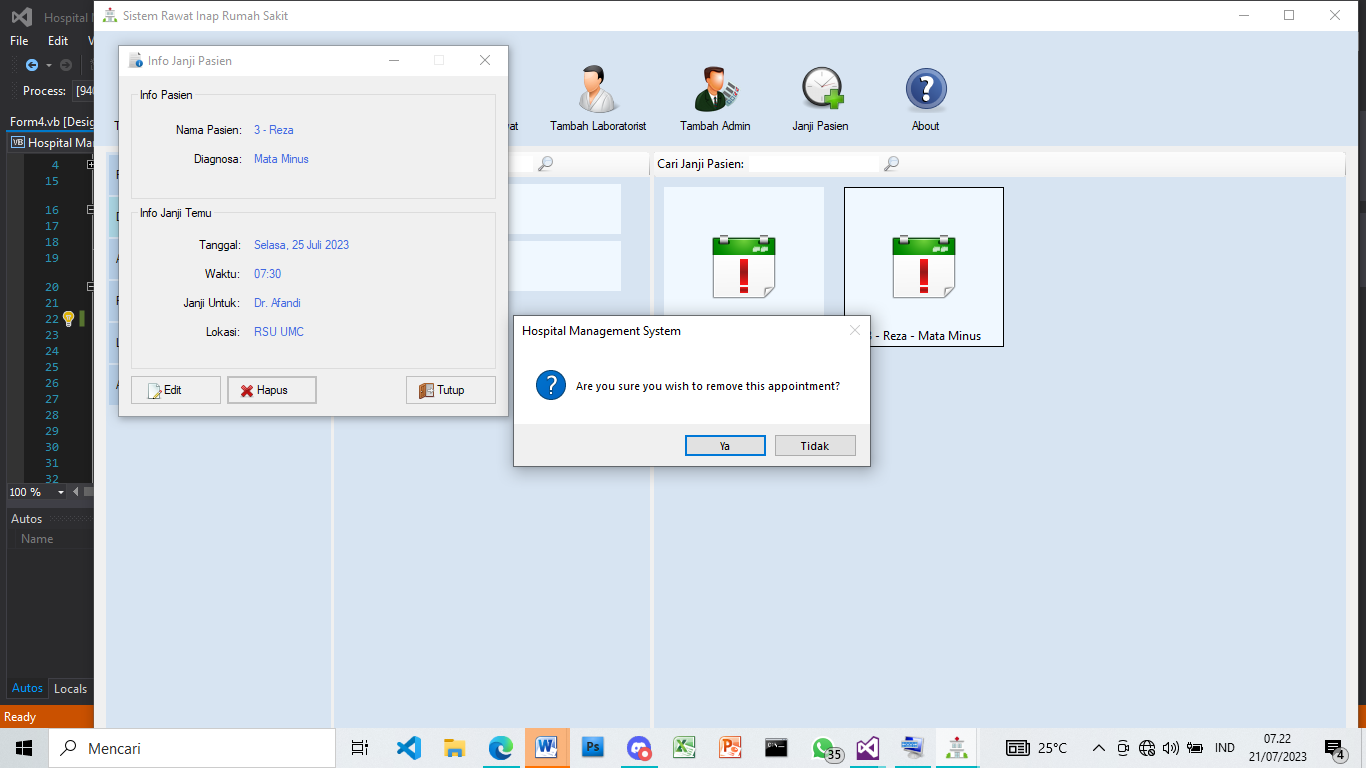 Hospital M
Sistem Rawat Inap Rumah Sakit
File Edit V
Process: [940
Form4.vb [Desig
Hospital Mar
4
15
16
17
18
19
20
21
22
23
24
25
26
27
28
29
30
31
32
100 %
Autos
Name
Autos Locals
Ready
Info Janji Pasien
Info Pasien
Nama Pasien: 3 - Reza
Diagnosa: Mata Minus
Info Janji Temu
Tanggal: Selasa, 25 Juli 2023
Waktu: 07:30
Janji Untuk: Dr. Afandi
Lokasi: RSU UMC
Edit Hapus Tutup
Tambah Laboratorist Tambah Admin Janji Pasien About
Cari Janji Pasien:
3 - Reza - Mata Minus
Hospital Management System
Are you sure you wish to remove this appointment?
Ya Tidak
Mencari
35
25°C
IND
07.22
21/07/2023
4